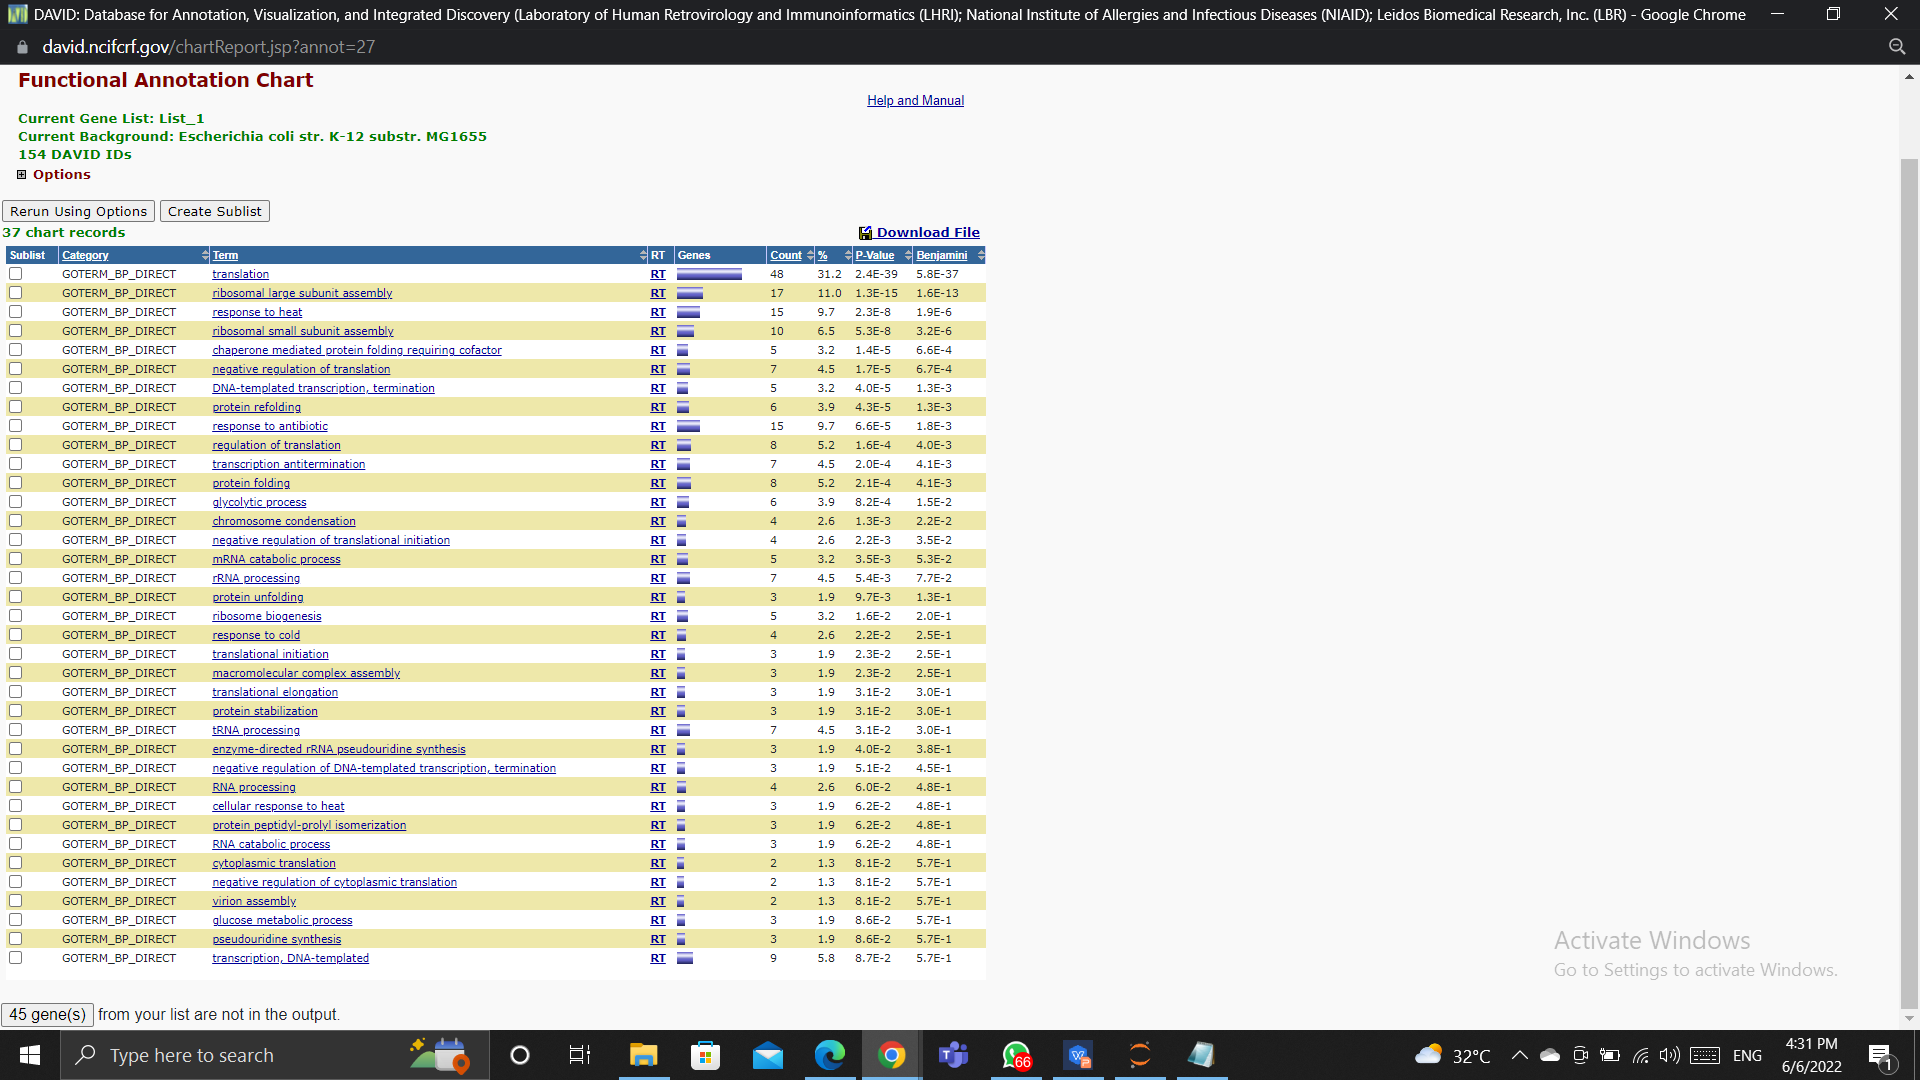 DAVID: Database for Annotation, Visualization, and Integrated Discovery (Laboratory of Human Retrovirology and Immunoinformatics (LHRI); National Institute of Allergies and Infectious Diseases (NIAID); Leidos Biomedical Research, Inc. (LBR) - Google Chrome
david.ncifcrf.gov/chartReport.jsp?annot=27
Functional Annotation Chart
Help and Manual
Current Gene List: List_1
Current Background: Escherichia coli str. K-12 substr. MG1655
154 DAVID IDs
Options
Rerun Using Options Create Sublist
37 chart records Download File
Sublist Category Term RT Genes Count % P-Value Benjamini
GOTERM_BP_DIRECT translation RT 48 31.2 2.4E-39 5.8E-37
GOTERM_BP_DIRECT ribosomal large subunit assembly RT 17 11.0 1.3E-15 1.6E-13
GOTERM_BP_DIRECT response to heat RT 15 9.7 2.3E-8 1.9E-6
GOTERM_BP_DIRECT ribosomal small subunit assembly RT 10 6.5 5.3E-8 3.2E-6
GOTERM_BP_DIRECT chaperone mediated protein folding requiring cofactor RT 5 3.2 1.4E-5 6.6E-4
GOTERM_BP_DIRECT negative regulation of translation RT 7 4.5 1.7E-5 6.7E-4
GOTERM_BP_DIRECT DNA-templated transcription, termination RT 5 3.2 4.0E-5 1.3E-3
GOTERM_BP_DIRECT protein refolding RT 6 3.9 4.3E-5 1.3E-3
GOTERM_BP_DIRECT response to antibiotic RT 15 9.7 6.6E-5 1.8E-3
GOTERM_BP_DIRECT regulation of translation RT 8 5.2 1.6E-4 4.0E-3
GOTERM_BP_DIRECT transcription antitermination RT 7 4.5 2.0E-4 4.1E-3
GOTERM_BP_DIRECT protein folding RT 8 5.2 2.1E-4 4.1E-3
GOTERM_BP_DIRECT glycolytic process RT 6 3.9 8.2E-4 1.5E-2
GOTERM_BP_DIRECT chromosome condensation RT 4 2.6 1.3E-3 2.2E-2
GOTERM_BP_DIRECT negative regulation of translational initiation RT 4 2.6 2.2E-3 3.5E-2
GOTERM_BP_DIRECT mRNA catabolic process RT 5 3.2 3.5E-3 5.3E-2
GOTERM_BP_DIRECT rRNA processing RT 7 4.5 5.4E-3 7.7E-2
GOTERM_BP_DIRECT protein unfolding RT 3 1.9 9.7E-3 1.3E-1
GOTERM_BP_DIRECT ribosome biogenesis RT 5 3.2 1.6E-2 2.0E-1
GOTERM_BP_DIRECT response to cold RT 4 2.6 2.2E-2 2.5E-1
GOTERM_BP_DIRECT translational initiation RT 3 1.9 2.3E-2 2.5E-1
GOTERM_BP_DIRECT macromolecular complex assembly RT 3 1.9 2.3E-2 2.5E-1
GOTERM_BP_DIRECT translational elongation RT 3 1.9 3.1E-2 3.0E-1
GOTERM_BP_DIRECT protein stabilization RT 3 1.9 3.1E-2 3.0E-1
GOTERM_BP_DIRECT tRNA processing RT 7 4.5 3.1E-2 3.0E-1
GOTERM_BP_DIRECT enzyme-directed rRNA pseudouridine synthesis RT 3 1.9 4.0E-2 3.8E-1
GOTERM_BP_DIRECT negative regulation of DNA-templated transcription, termination RT 3 1.9 5.1E-2 4.5E-1
GOTERM_BP_DIRECT RNA processing RT 4 2.6 6.0E-2 4.8E-1
GOTERM_BP_DIRECT cellular response to heat RT 3 1.9 6.2E-2 4.8E-1
GOTERM_BP_DIRECT protein peptidyl-prolyl isomerization RT 3 1.9 6.2E-2 4.8E-1
GOTERM_BP_DIRECT RNA catabolic process RT 3 1.9 6.2E-2 4.8E-1
GOTERM_BP_DIRECT cytoplasmic translation RT 2 1.3 8.1E-2 5.7E-1
GOTERM_BP_DIRECT negative regulation of cytoplasmic translation RT 2 1.3 8.1E-2 5.7E-1
GOTERM_BP_DIRECT virion assembly RT 2 1.3 8.1E-2 5.7E-1
GOTERM_BP_DIRECT glucose metabolic process RT 3 1.9 8.6E-2 5.7E-1
GOTERM_BP_DIRECT pseudouridine synthesis RT 3 1.9 8.6E-2 5.7E-1
GOTERM_BP_DIRECT transcription, DNA-templated RT 9 5.8 8.7E-2 5.7E-1
Activate Windows
Go to Settings to activate Windows.
45 gene(s) from your list are not in the output.
Type here to search 66 32°C ENG 4:31 PM
6/6/2022 1